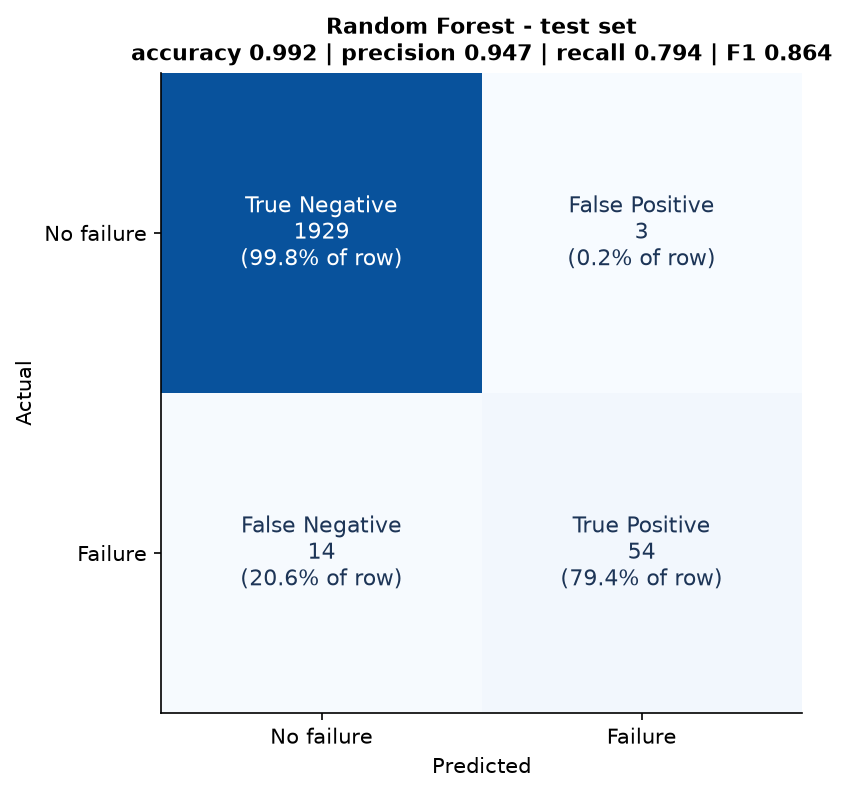 Random Forest - test set
accuracy 0.992 | precision 0.947 | recall 0.794 | F1 0.864
Actual
No failure
True Negative
1929
(99.8% of row)
False Positive
3
(0.2% of row)
Failure
False Negative
14
(20.6% of row)
True Positive
54
(79.4% of row)
No failure
Failure
Predicted